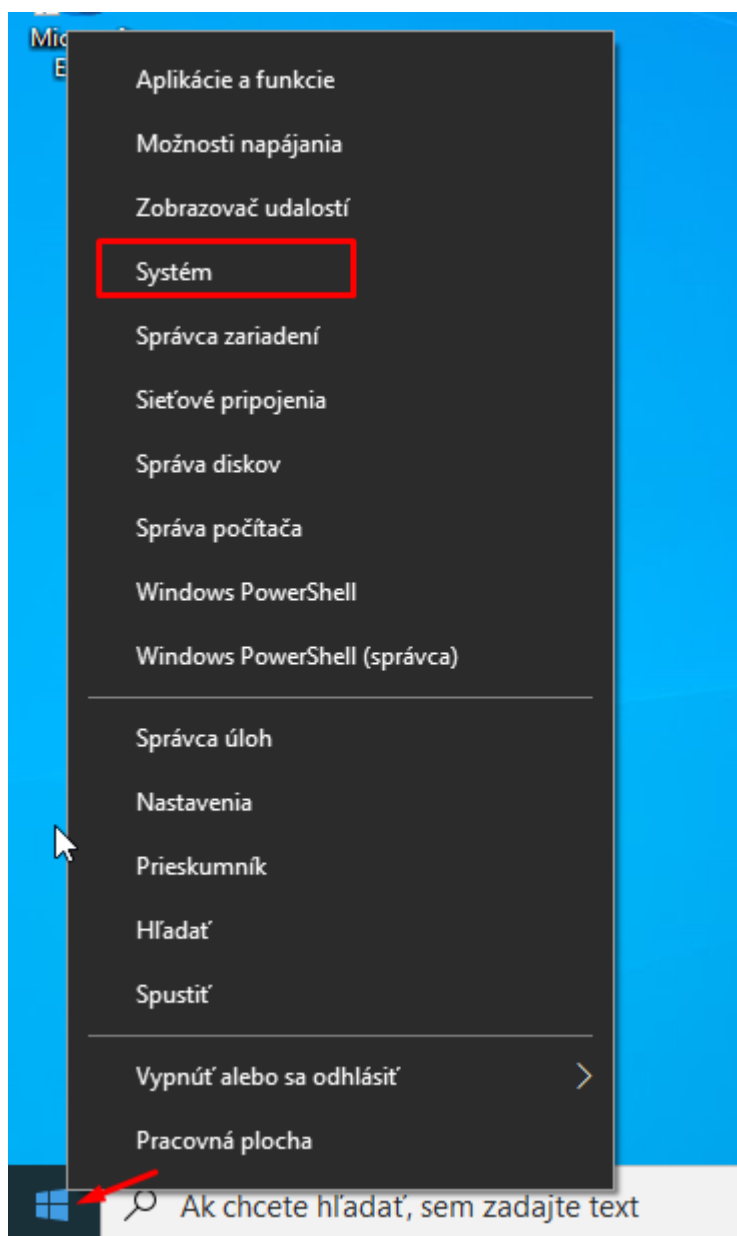 Aplikácie a funkcie
Možnosti napájania
Zobrazovač udalostí
Systém
Správca zariadení
Sieťové pripojenia
Správa diskov
Správa počítača
Windows PowerShell
Windows PowerShell (správca)
Správca úloh
Nastavenia
Prieskumník
Hľadať
Spustiť
Vypnúť alebo sa odhlásiť
Pracovná plocha
Ak chcete hľadať, sem zadajte text